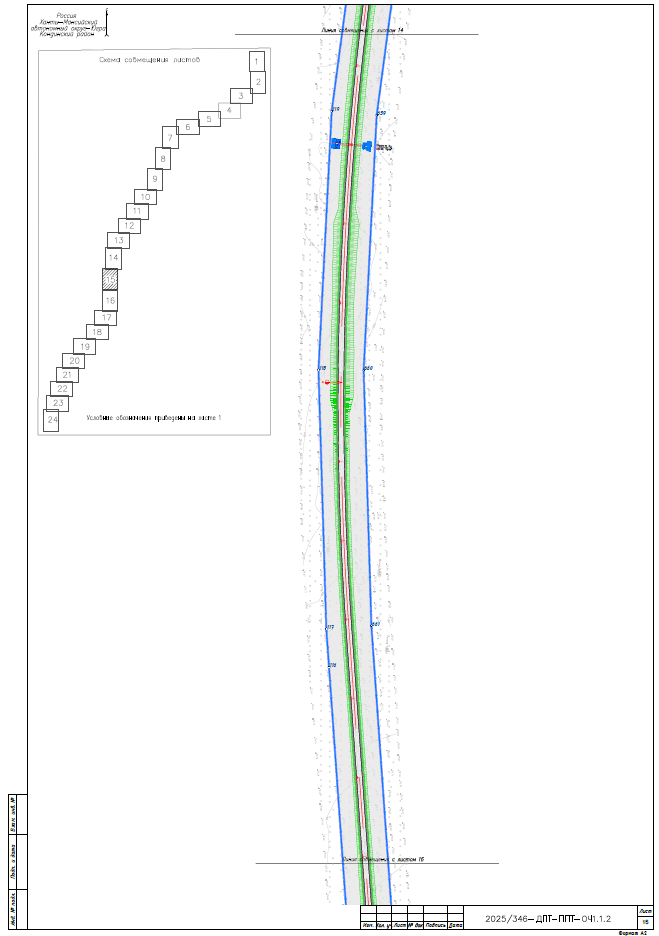 Россия
Ханты-Мансийский
автономный округ-Югра
Кондинский район
Линия совмещения с листом 14
Схема совмещения листов
1
2
3
4
5
6
7
8
9
10
11
12
13
14
15
16
17
18
19
20
21
22
23
24
Условные обозначения приведены на листе 1
Линия совмещения с листом 16
Взам. инв. №
Подп. и дата
Инв. № подл.
Изм. Кол. уч Лист № док Подпись Дата
2025/346-ДПТ-ППТ-ОЧ1.1.2
Лист
15
Формат А2